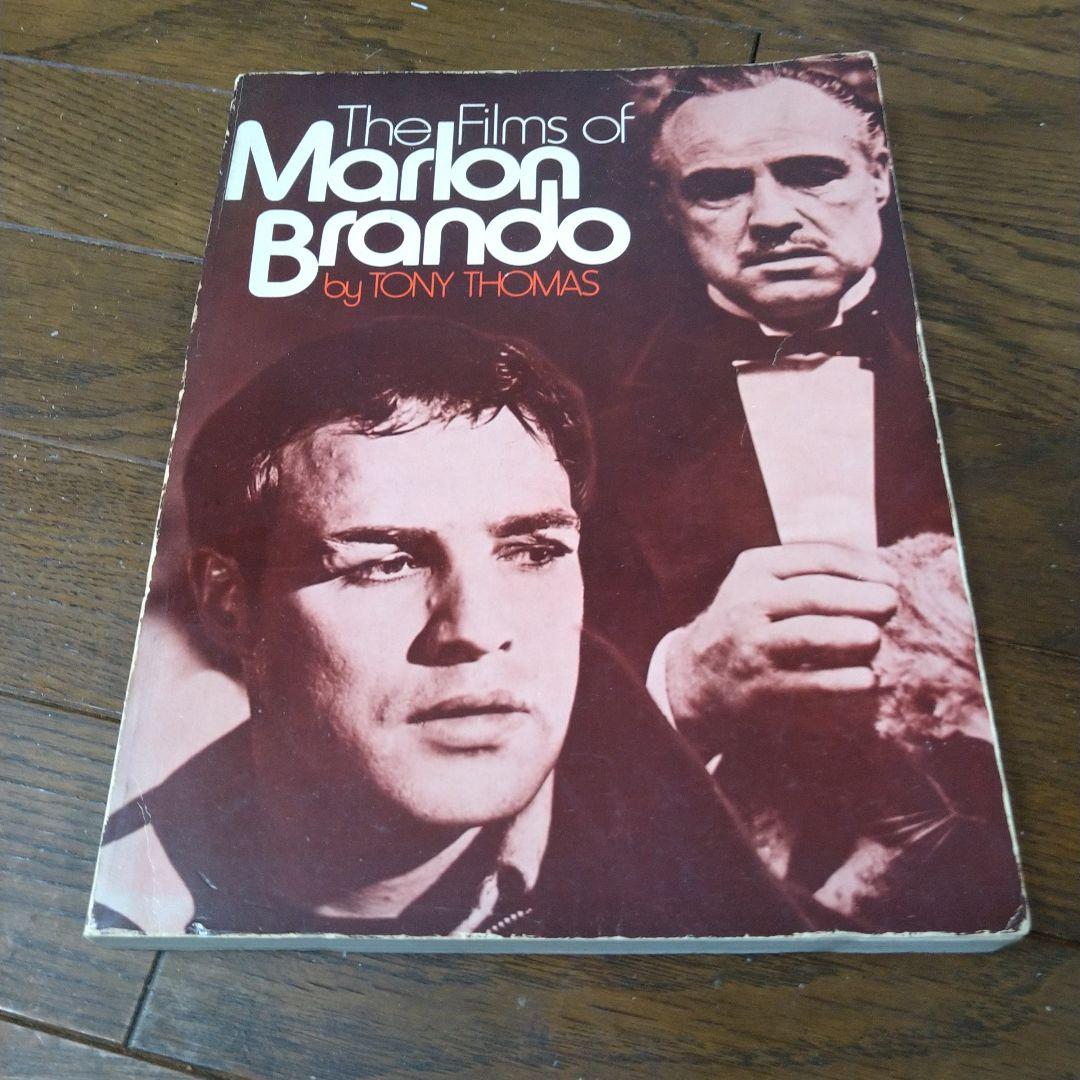 The Films of
Marlon
Brando
by TONY THOMAS